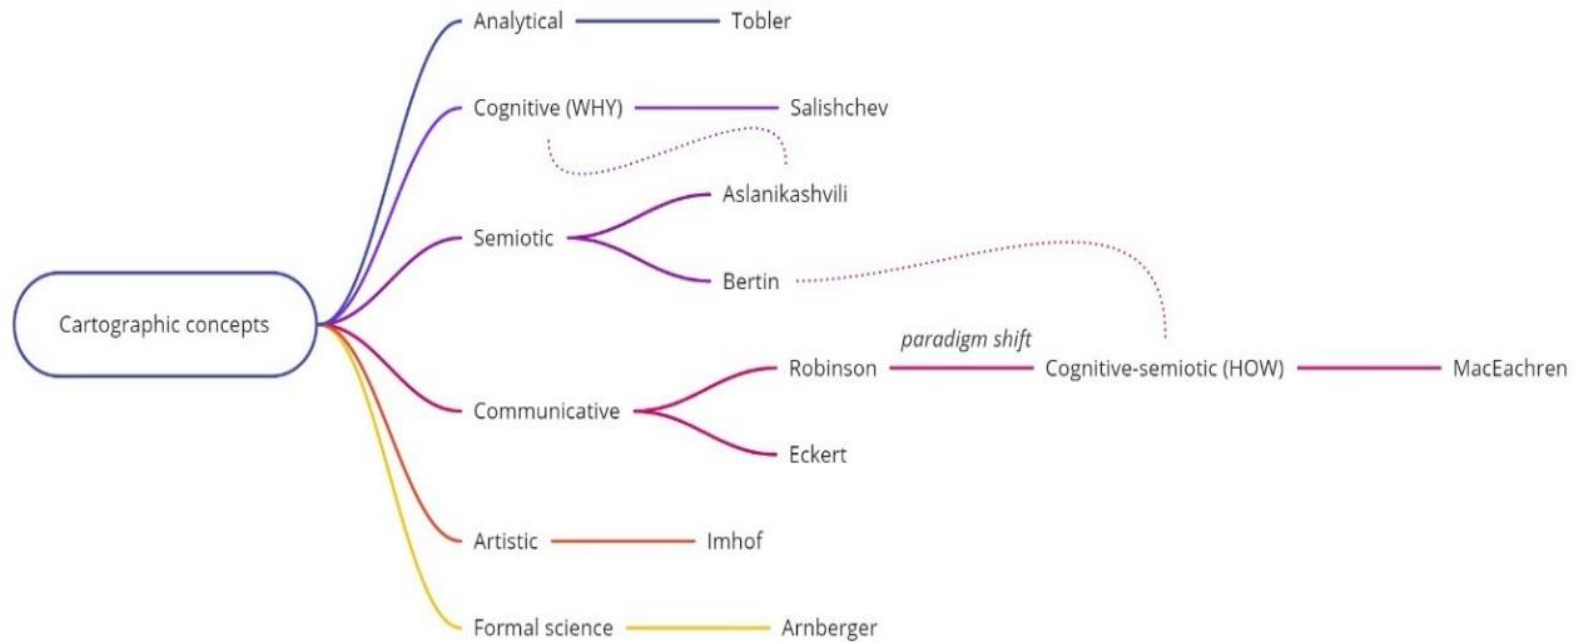 Analytical
Tobler
Cognitive (WHY)
Salishchev
Aslanikashvili
Semiotic
Bertin
Cartographic concepts
paradigm shift
Robinson
Cognitive-semiotic (HOW)
MacEachren
Communicative
Eckert
Artistic
Imhof
Formal science
Arnberger